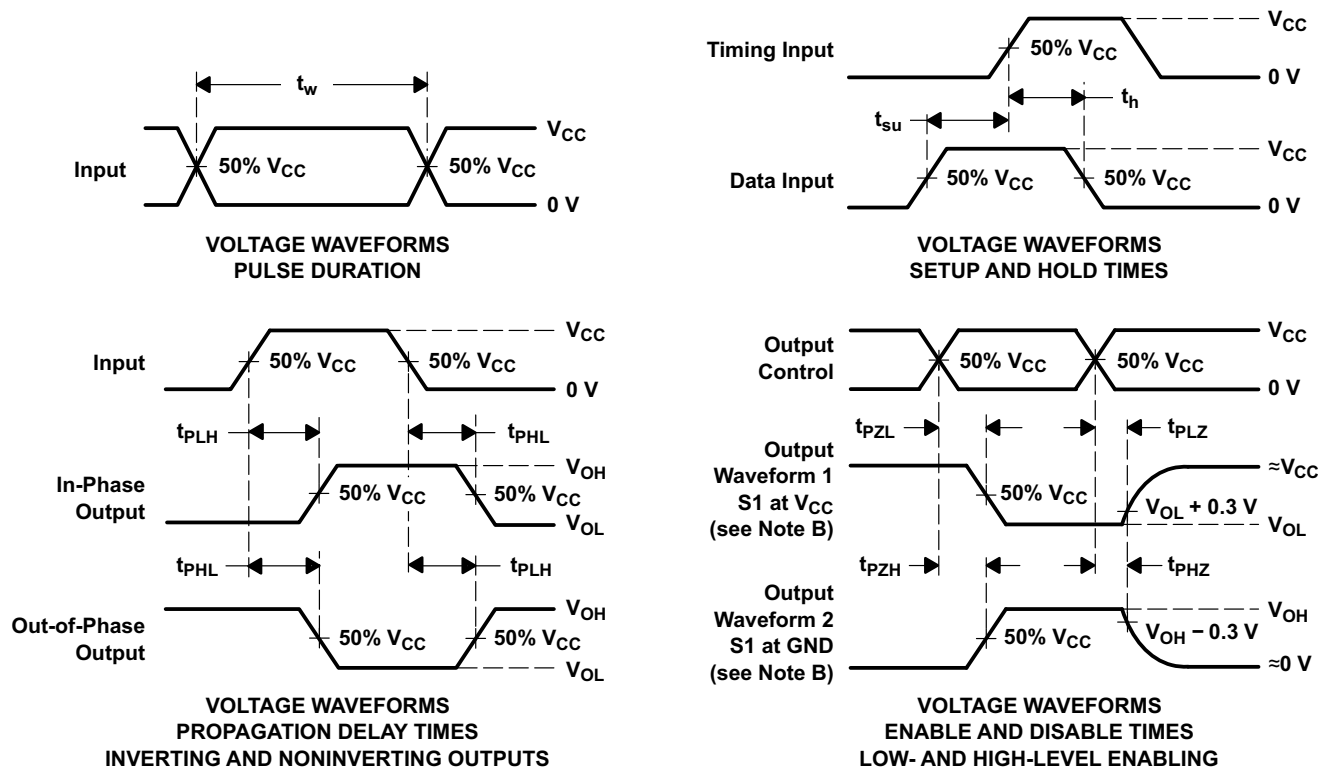 t_w
V_CC
Input
50% V_CC
50% V_CC
0 V
VOLTAGE WAVEFORMS
PULSE DURATION
V_CC
Timing Input
50% V_CC
0 V
t_h
t_su
V_CC
Data Input
50% V_CC
50% V_CC
0 V
VOLTAGE WAVEFORMS
SETUP AND HOLD TIMES
V_CC
Input
50% V_CC
50% V_CC
0 V
t_PLH
t_PHL
V_OH
In-Phase
Output
50% V_CC
50% V_CC
V_OL
t_PHL
t_PLH
V_OH
Out-of-Phase
Output
50% V_CC
50% V_CC
V_OL
VOLTAGE WAVEFORMS
PROPAGATION DELAY TIMES
INVERTING AND NONINVERTING OUTPUTS
V_CC
Output
Control
50% V_CC
50% V_CC
0 V
t_PZL
t_PLZ
Output
Waveform 1
S1 at V_CC
(see Note B)
50% V_CC
≈V_CC
V_OL + 0.3 V
V_OL
t_PZH
t_PHZ
Output
Waveform 2
S1 at GND
(see Note B)
50% V_CC
V_OH
V_OH − 0.3 V
≈0 V
VOLTAGE WAVEFORMS
ENABLE AND DISABLE TIMES
LOW- AND HIGH-LEVEL ENABLING